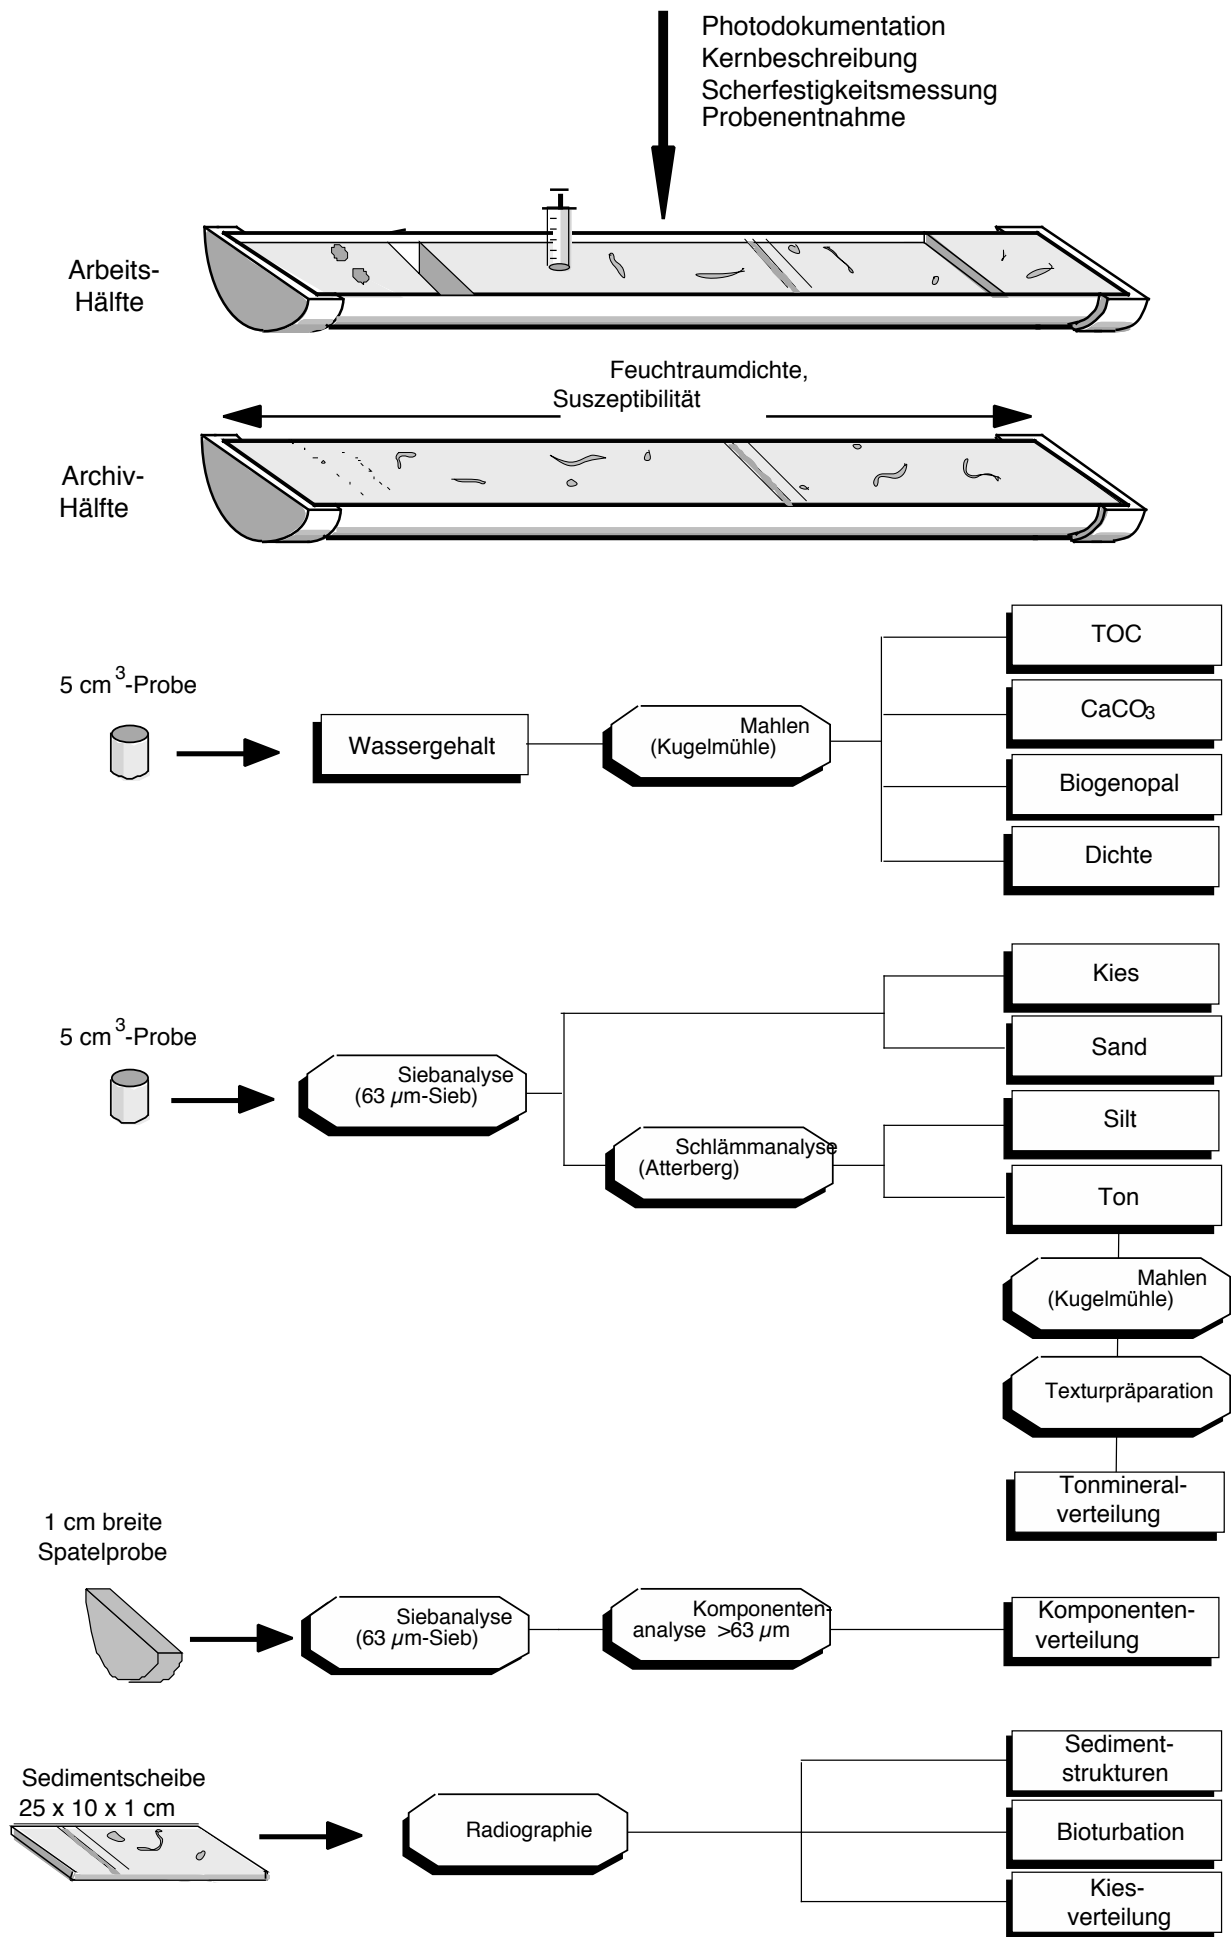 Photodokumentation
Kernbeschreibung
Scherfestigkeitsmessung
Probenentnahme
Arbeits-
Hälfte
Feuchtraumdichte,
Suszeptibilität
Archiv-
Hälfte
5 cm³-Probe
Wassergehalt
Mahlen
(Kugelmühle)
TOC
CaCO3
Biogenopal
Dichte
5 cm³-Probe
Siebanalyse
(63 µm-Sieb)
Schlämmanalyse
(Atterberg)
Kies
Sand
Silt
Ton
Mahlen
(Kugelmühle)
Texturpräparation
Tonmineral-
verteilung
1 cm breite
Spatelprobe
Siebanalyse
(63 µm-Sieb)
Komponenten-
analyse >63 µm
Komponenten-
verteilung
Sedimentscheibe
25 x 10 x 1 cm
Radiographie
Sediment-
strukturen
Bioturbation
Kies-
verteilung